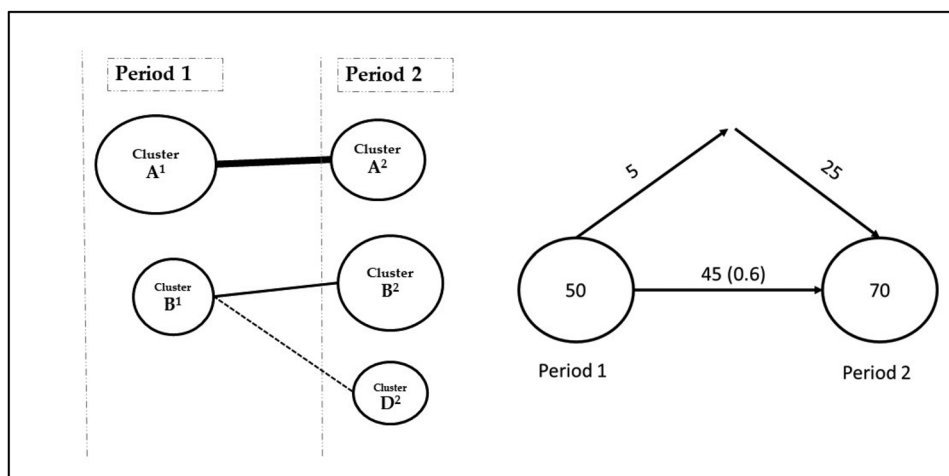 Period 1
Period 2
Cluster
A¹
Cluster
A²
Cluster
B¹
Cluster
B²
Cluster
D²
5
25
50
45 (0.6)
70
Period 1
Period 2